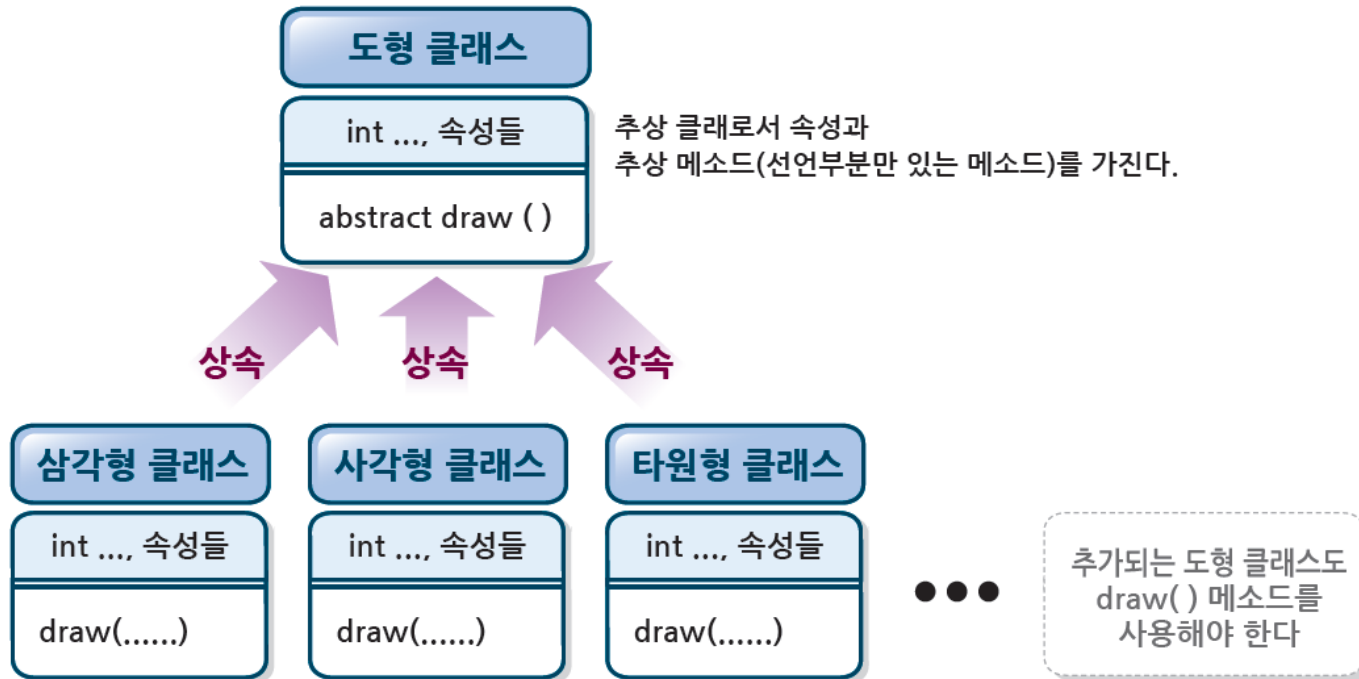 도형 클래스
int ..., 속성들
abstract draw ( )
추상 클래로서 속성과
추상 메소드(선언부분만 있는 메소드)를 가진다.
상속
상속
상속
삼각형 클래스
int ..., 속성들
draw(......)
사각형 클래스
int ..., 속성들
draw(......)
타원형 클래스
int ..., 속성들
draw(......)
추가되는 도형 클래스도
draw( ) 메소드를
사용해야 한다